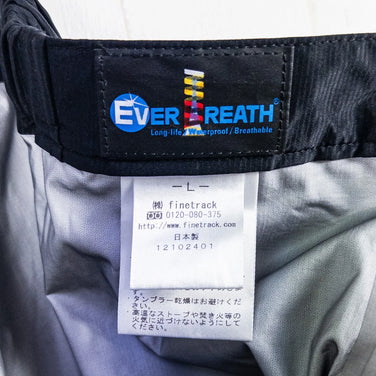 EVER BREATH
Long-life / Waterproof / Breathable
— L —
㈱ finetrack
0120-080-375
http://www.finetrack.com
日本製
12102401
・タンブラー乾燥はお避けください。
・高温なストーブや焚き火等の
火気に近づけないようにして
ください。